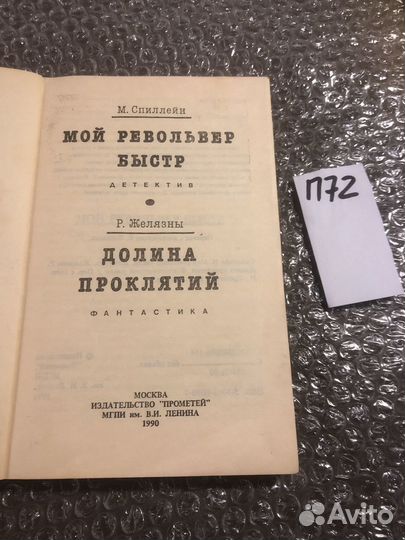 М. Спиллейн
МОЙ РЕВОЛЬВЕР
БЫСТР
ДЕТЕКТИВ
Р. Желязны
ДОЛИНА
ПРОКЛЯТИЙ
ФАНТАСТИКА
МОСКВА
ИЗДАТЕЛЬСТВО "ПРОМЕТЕЙ"
МГПИ им. В.И. ЛЕНИНА
1990
П72
Avito